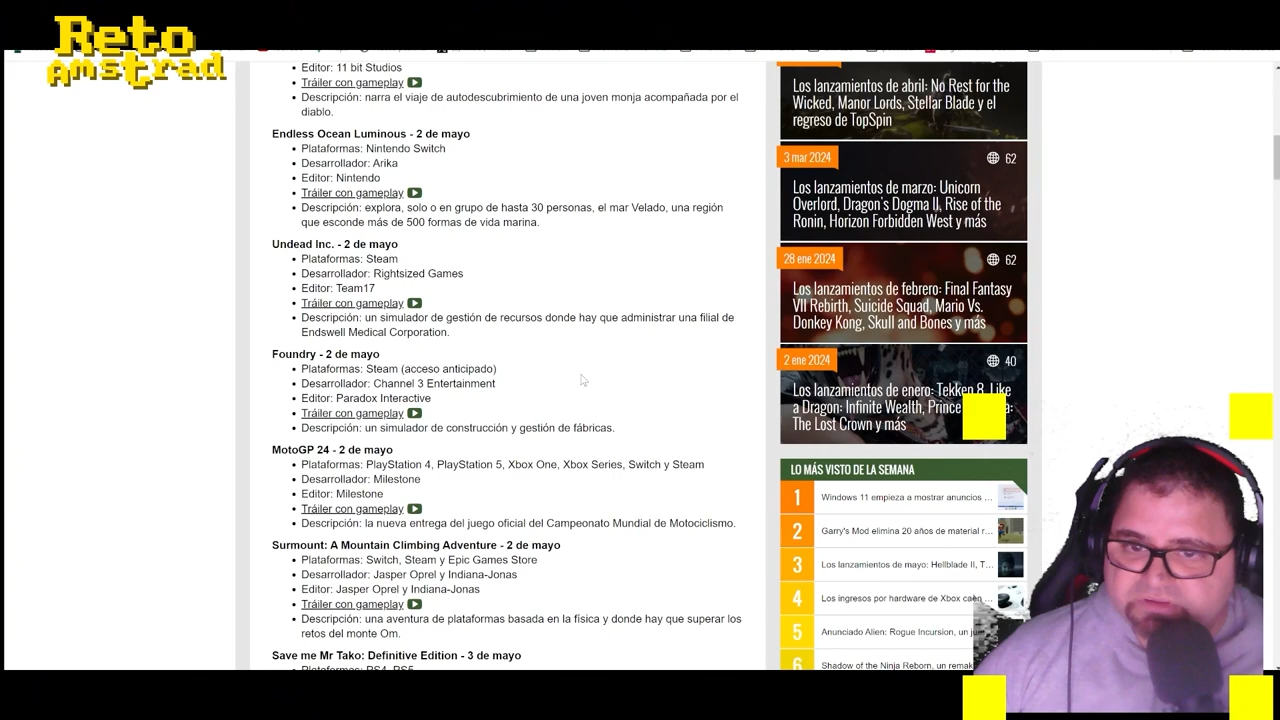 Reto
Amstrad
Editor: 11 bit Studios
Tráiler con gameplay
Descripción: narra el viaje de autodescubrimiento de una joven monja acompañada por el
diablo.
Endless Ocean Luminous - 2 de mayo
Plataformas: Nintendo Switch
Desarrollador: Arika
Editor: Nintendo
Tráiler con gameplay
Descripción: explora, solo o en grupo de hasta 30 personas, el mar Velado, una región
que esconde más de 500 formas de vida marina.
Undead Inc. - 2 de mayo
Plataformas: Steam
Desarrollador: Rightsized Games
Editor: Team17
Tráiler con gameplay
Descripción: un simulador de gestión de recursos donde hay que administrar una filial de
Endswell Medical Corporation.
Foundry - 2 de mayo
Plataformas: Steam (acceso anticipado)
Desarrollador: Channel 3 Entertainment
Editor: Paradox Interactive
Tráiler con gameplay
Descripción: un simulador de construcción y gestión de fábricas.
MotoGP 24 - 2 de mayo
Plataformas: PlayStation 4, PlayStation 5, Xbox One, Xbox Series, Switch y Steam
Desarrollador: Milestone
Editor: Milestone
Tráiler con gameplay
Descripción: la nueva entrega del juego oficial del Campeonato Mundial de Motociclismo.
Surmount: A Mountain Climbing Adventure - 2 de mayo
Plataformas: Switch, Steam y Epic Games Store
Desarrollador: Jasper Oprel y Indiana-Jonas
Editor: Jasper Oprel y Indiana-Jonas
Tráiler con gameplay
Descripción: una aventura de plataformas basada en la física y donde hay que superar los
retos del monte Om.
Save me Mr Tako: Definitive Edition - 3 de mayo
Plataformas: PS4, PS5
Los lanzamientos de abril: No Rest for the
Wicked, Manor Lords, Stellar Blade y el
regreso de TopSpin
3 mar 2024 62
Los lanzamientos de marzo: Unicorn
Overlord, Dragon's Dogma II, Rise of the
Ronin, Horizon Forbidden West y más
28 ene 2024 62
Los lanzamientos de febrero: Final Fantasy
VII Rebirth, Suicide Squad, Mario Vs.
Donkey Kong, Skull and Bones y más
2 ene 2024 40
Los lanzamientos de enero: Tekken 8, Like
a Dragon: Infinite Wealth, Prince
The Lost Crown y más
LO MÁS VISTO DE LA SEMANA
1 Windows 11 empieza a mostrar anuncios ...
2 Garry's Mod elimina 20 años de material r...
3 Los lanzamientos de mayo: Hellblade II, T...
4 Los ingresos por hardware de Xbox caen ...
5 Anunciado Alien: Rogue Incursion, un
6 Shadow of the Ninja Reborn, un remak